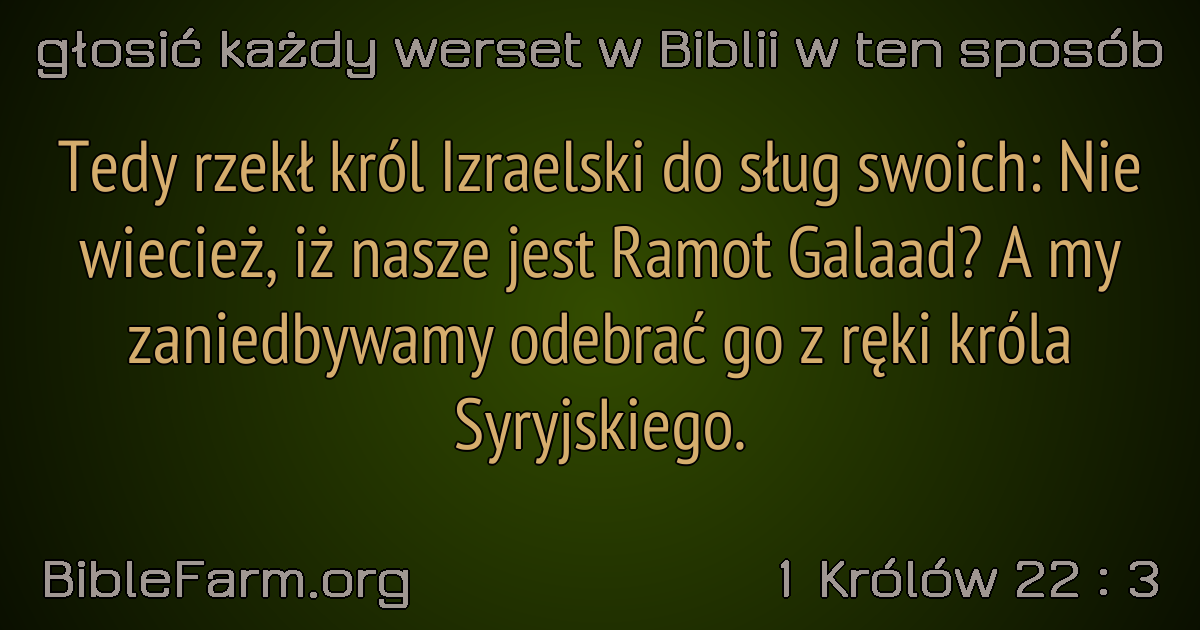 głosić każdy werset w Biblii w ten sposób
Tedy rzekł król Izraelski do sług swoich: Nie
wiecież, iż nasze jest Ramot Galaad? A my
zaniedbywamy odebrać go z ręki króla
Syryjskiego.
BibleFarm.org
1 Królów 22 : 3